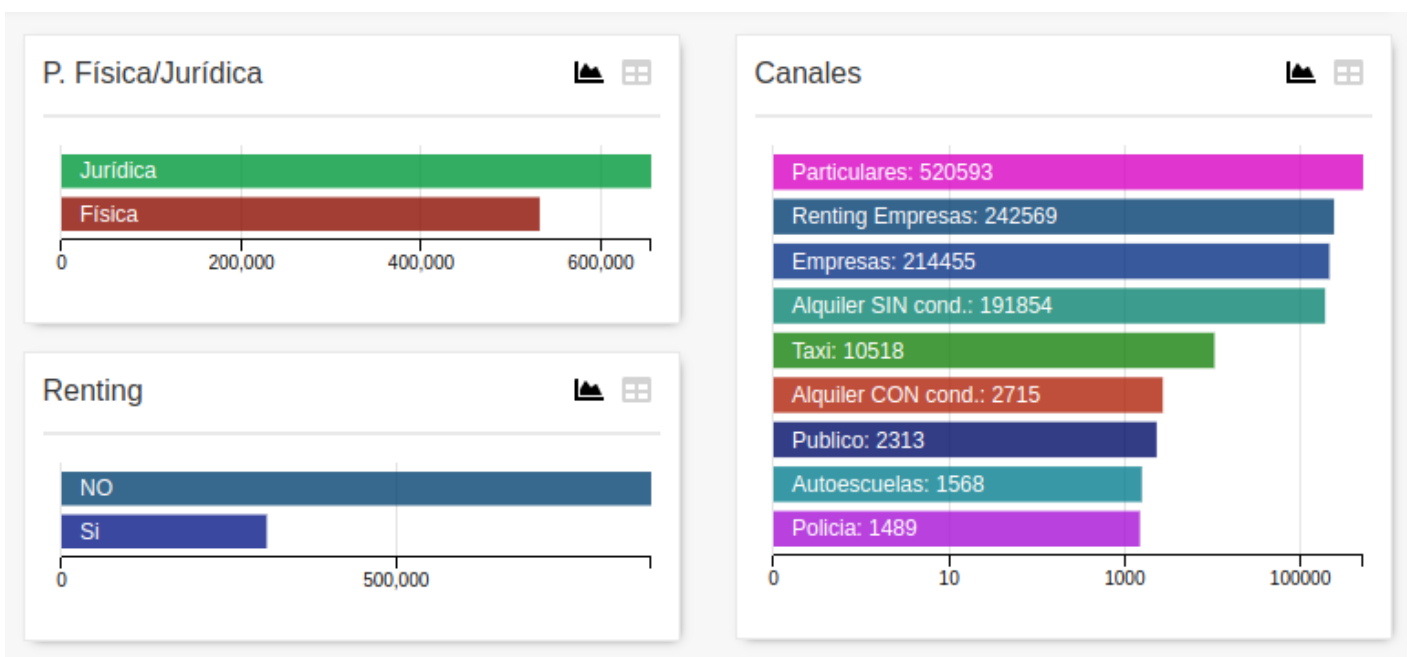 P. Física/Jurídica
Jurídica
Física
0 200,000 400,000 600,000
Renting
NO
Si
0 500,000
Canales
Particulares: 520593
Renting Empresas: 242569
Empresas: 214455
Alquiler SIN cond.: 191854
Taxi: 10518
Alquiler CON cond.: 2715
Publico: 2313
Autoescuelas: 1568
Policia: 1489
0 10 1000 100000